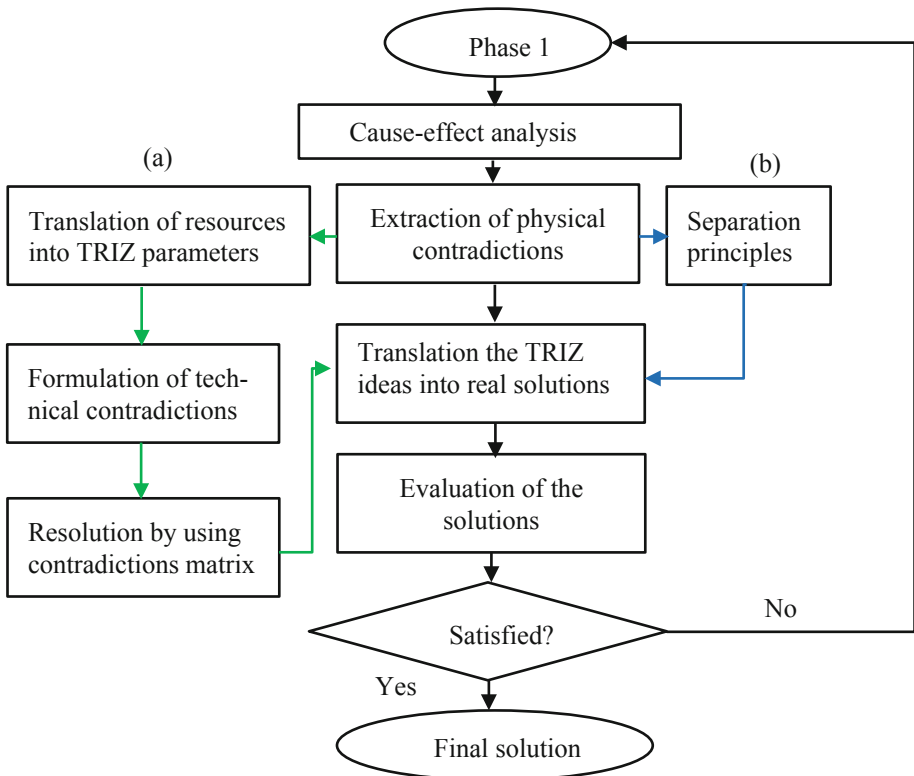 Phase 1
Cause-effect analysis
(a)
(b)
Translation of resources
into TRIZ parameters
Extraction of physical
contradictions
Separation
principles
Formulation of tech-
nical contradictions
Translation the TRIZ
ideas into real solutions
Resolution by using
contradictions matrix
Evaluation of the
solutions
Satisfied?
No
Yes
Final solution